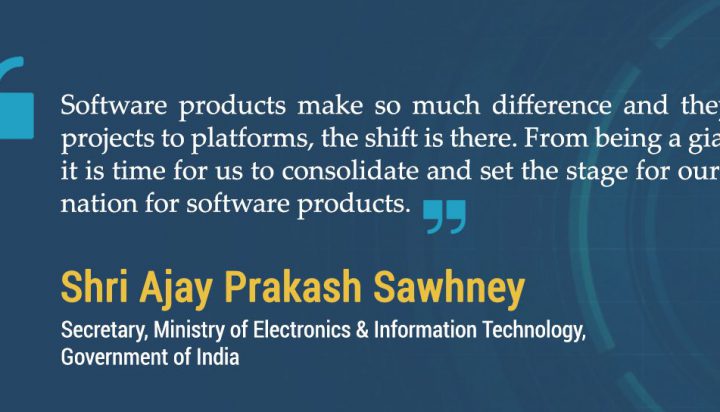 Software products make so much difference and they
projects to platforms, the shift is there. From being a
it is time for us to consolidate and set the stage for our
nation for software products.
Shri Ajay Prakash Sawhney
Secretary, Ministry of Electronics & Information Technology,
Government of India